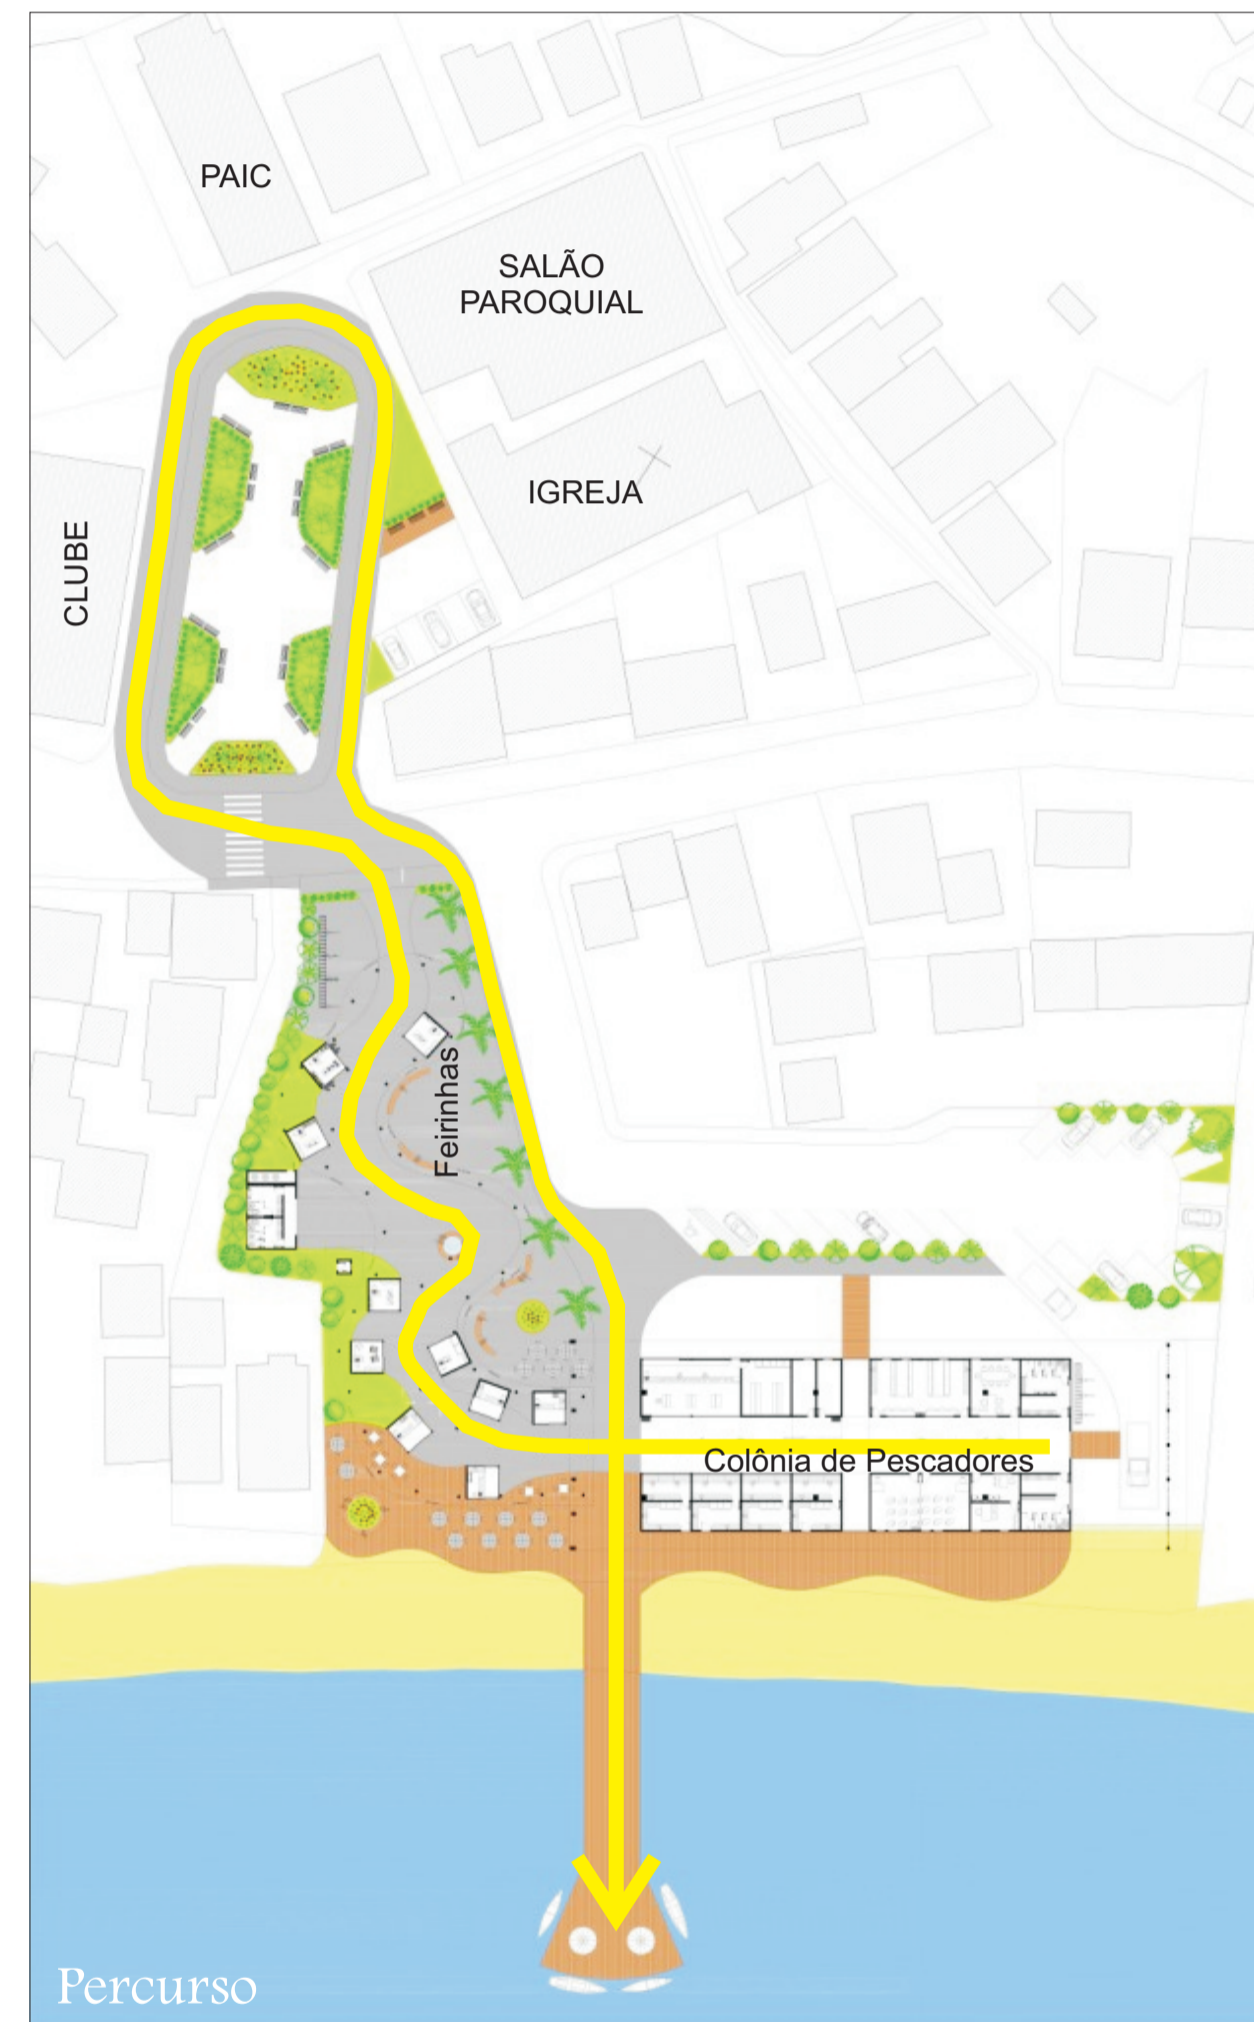 PAIC
SALÃO
PAROQUIAL
IGREJA
CLUBE
Feirinhas
Colônia de Pescadores
Percurso